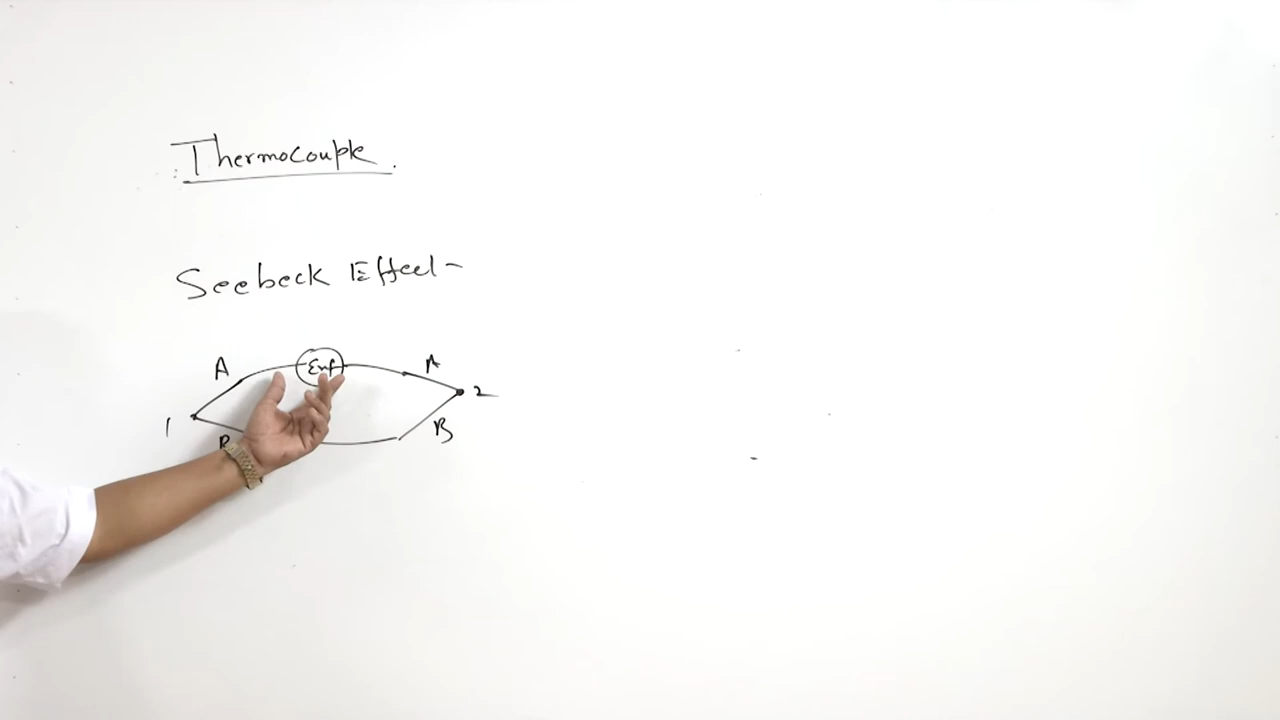 Thermocouple.
Seebeck Effect-
A Emf A
1 2
B B